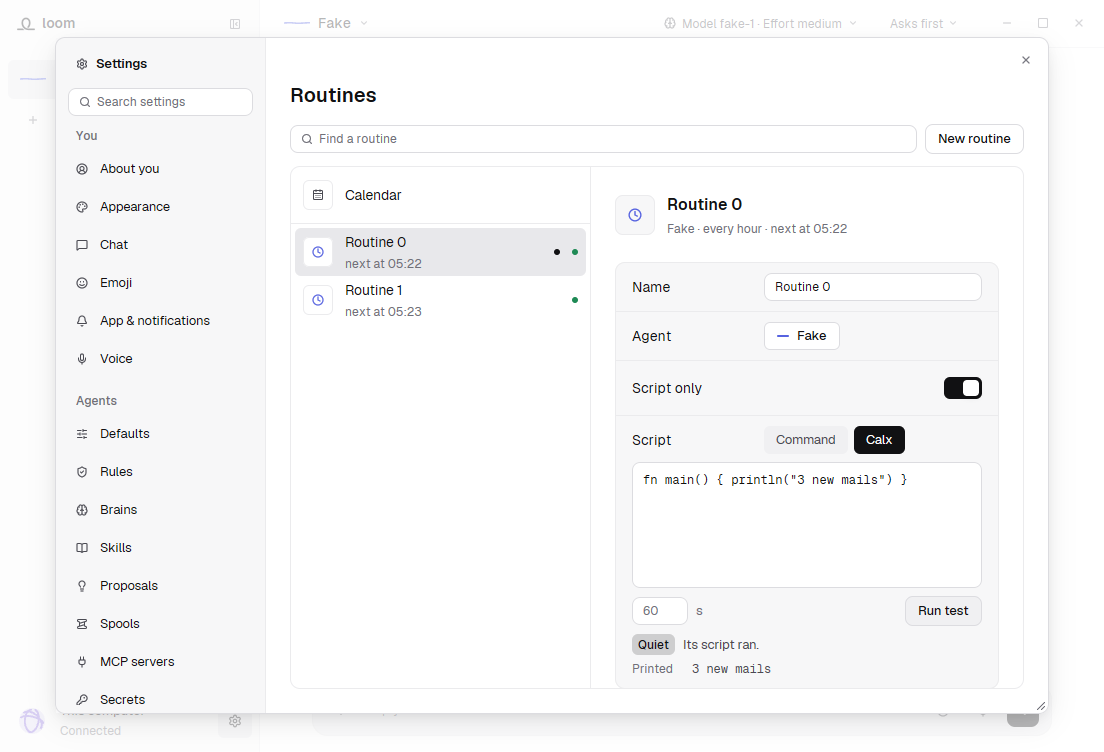 loom
Fake
Model fake-1 · Effort medium
Asks first
Settings
Search settings
You
About you
Appearance
Chat
Emoji
App & notifications
Voice
Agents
Defaults
Rules
Brains
Skills
Proposals
Spools
MCP servers
Secrets
Connected
Routines
Find a routine
New routine
Calendar
Routine 0
next at 05:22
Routine 1
next at 05:23
Routine 0
Fake · every hour · next at 05:22
Name
Routine 0
Agent
Fake
Script only
Script
Command
Calx
fn main() { println("3 new mails") }
60
s
Run test
Quiet
Its script ran.
Printed
3 new mails